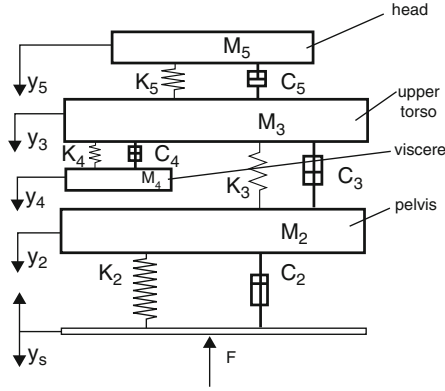 head
M5
y5
K5
C5
upper
torso
M3
y3
K4
C4
viscere
M4
y4
K3
C3
pelvis
M2
y2
K2
C2
ys
F